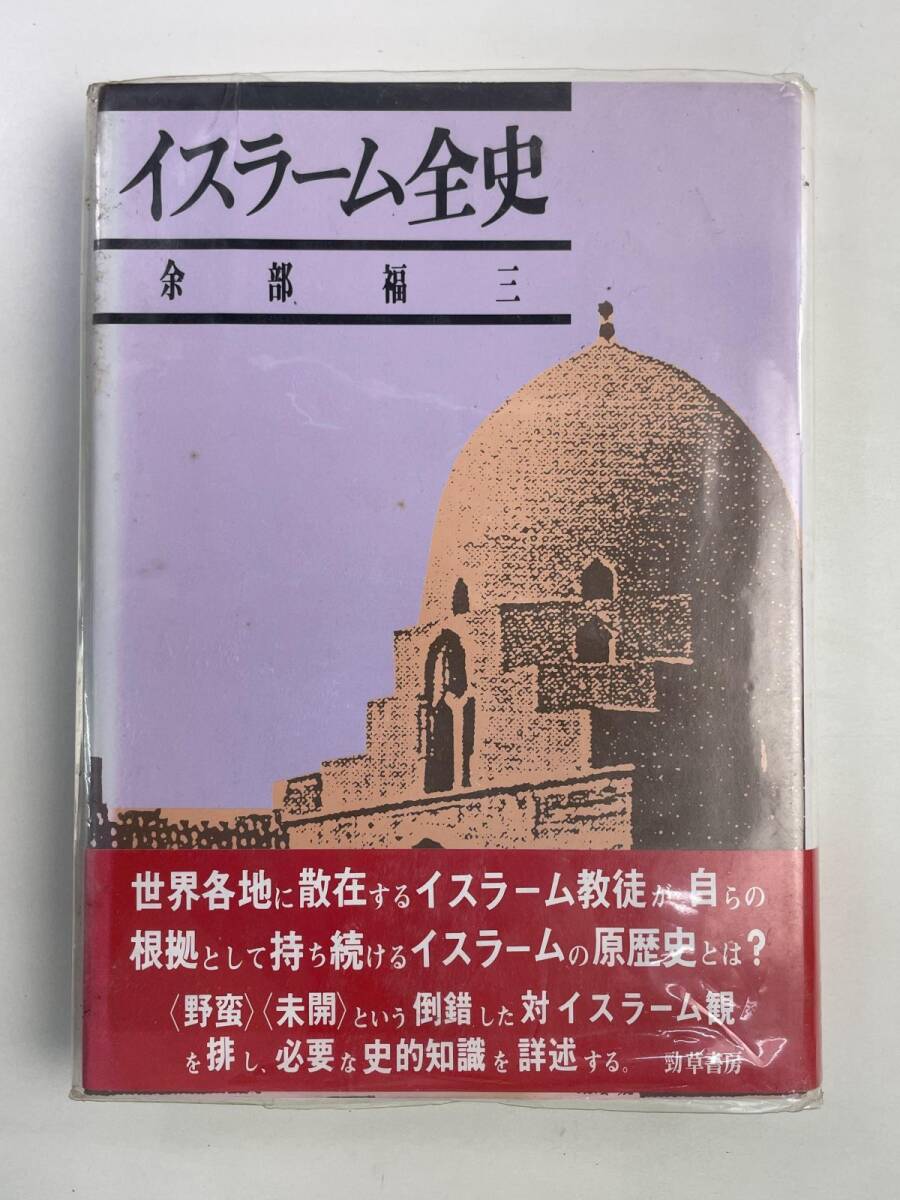 イスラーム全史
余部福三
世界各地に散在するイスラーム教徒が自らの
根拠として持ち続けるイスラームの原歴史とは?
〈野蛮〉〈未開〉という倒錯した対イスラーム観
を排し、必要な史的知識を詳述する。 勁草書房